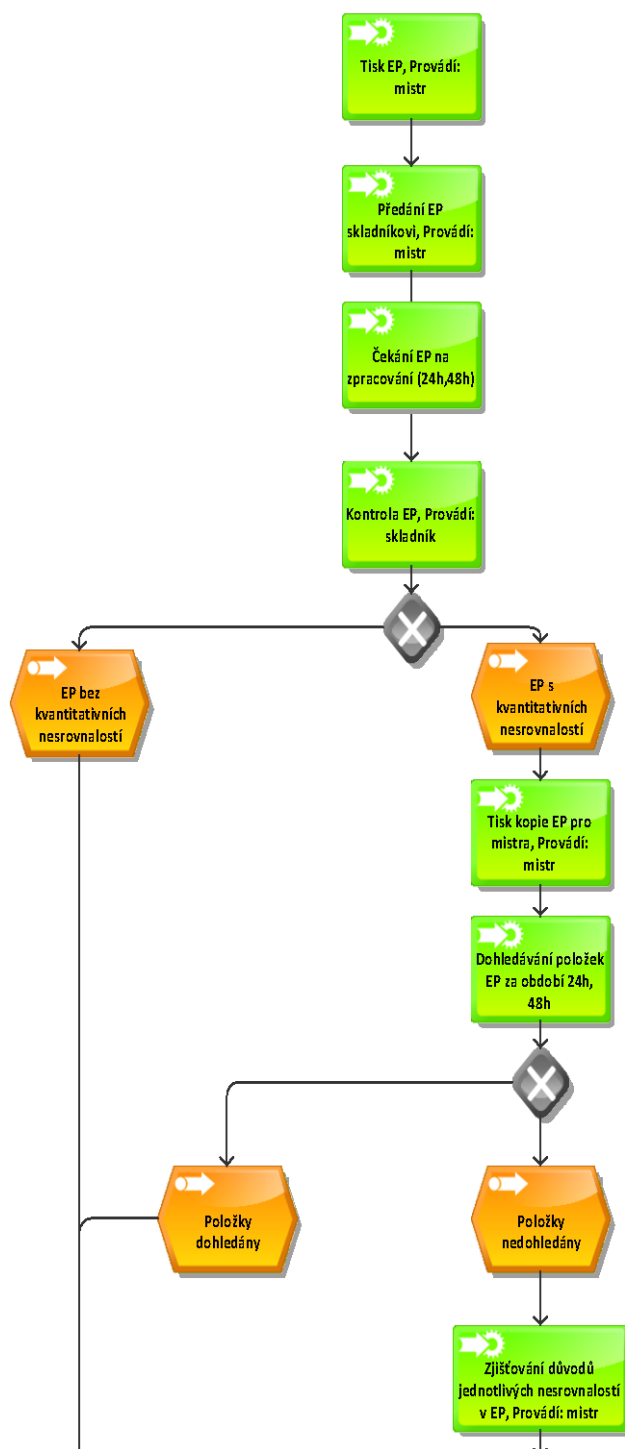 Tisk EP, Provádí:
mistr
Předání EP
skladníkovi, Provádí:
mistr
Čekání EP na
zpracování (24h,48h)
Kontrola EP, Provádí:
skladník
EP bez
kvantitativních
nesrovnalostí
EP s
kvantitativních
nesrovnalostí
Tisk kopie EP pro
mistra, Provádí:
mistr
Dohledávání položek
EP za období 24h,
48h
Položky
dohledány
Položky
nedohledány
Zjišťování důvodů
jednotlivých nesrovnalostí
v EP, Provádí: mistr